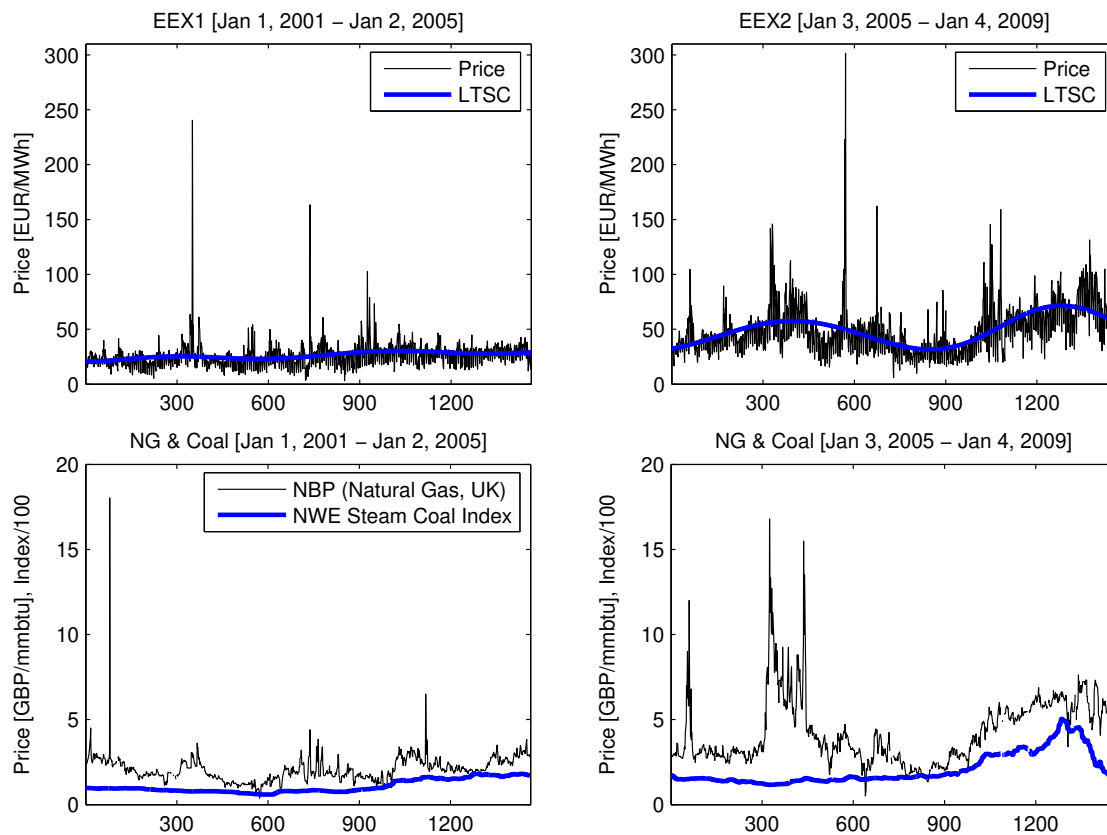 EEX1 [Jan 1, 2001 − Jan 2, 2005]
Price [EUR/MWh]
300
250
200
150
100
50
0
300
600
900
1200
Price
LTSC
EEX2 [Jan 3, 2005 − Jan 4, 2009]
Price [EUR/MWh]
300
250
200
150
100
50
0
300
600
900
1200
Price
LTSC
NG & Coal [Jan 1, 2001 − Jan 2, 2005]
Price [GBP/mmbtu], Index/100
20
15
10
5
0
300
600
900
1200
NBP (Natural Gas, UK)
NWE Steam Coal Index
NG & Coal [Jan 3, 2005 − Jan 4, 2009]
Price [GBP/mmbtu], Index/100
20
15
10
5
0
300
600
900
1200